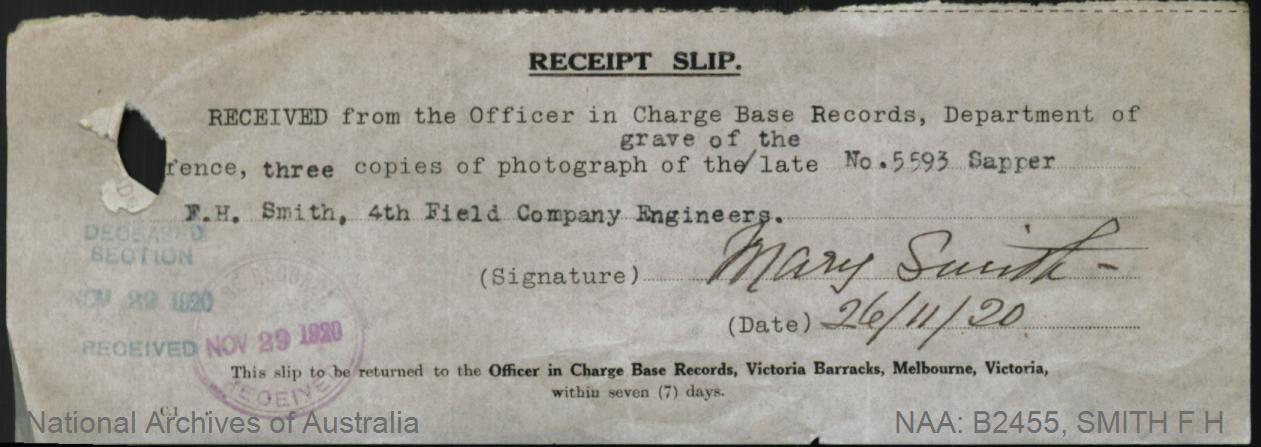 RECEIPT SLIP.
RECEIVED from the Officer in Charge Base Records, Department of
grave of the
fence, three copies of photograph of the/late No.5593 Sapper
F.H. Smith, 4th Field Company Engineers.
DECEASED
SECTION
(Signature) Mary Smith
NOV 29 1920
(Date) 26/11/20
RECEIVED
NOV 29 1920
This slip to be returned to the Officer in Charge Base Records, Victoria Barracks, Melbourne, Victoria,
within seven (7) days.
RECEIVE
C.1
National Archives of Australia
NAA: B2455, SMITH F H